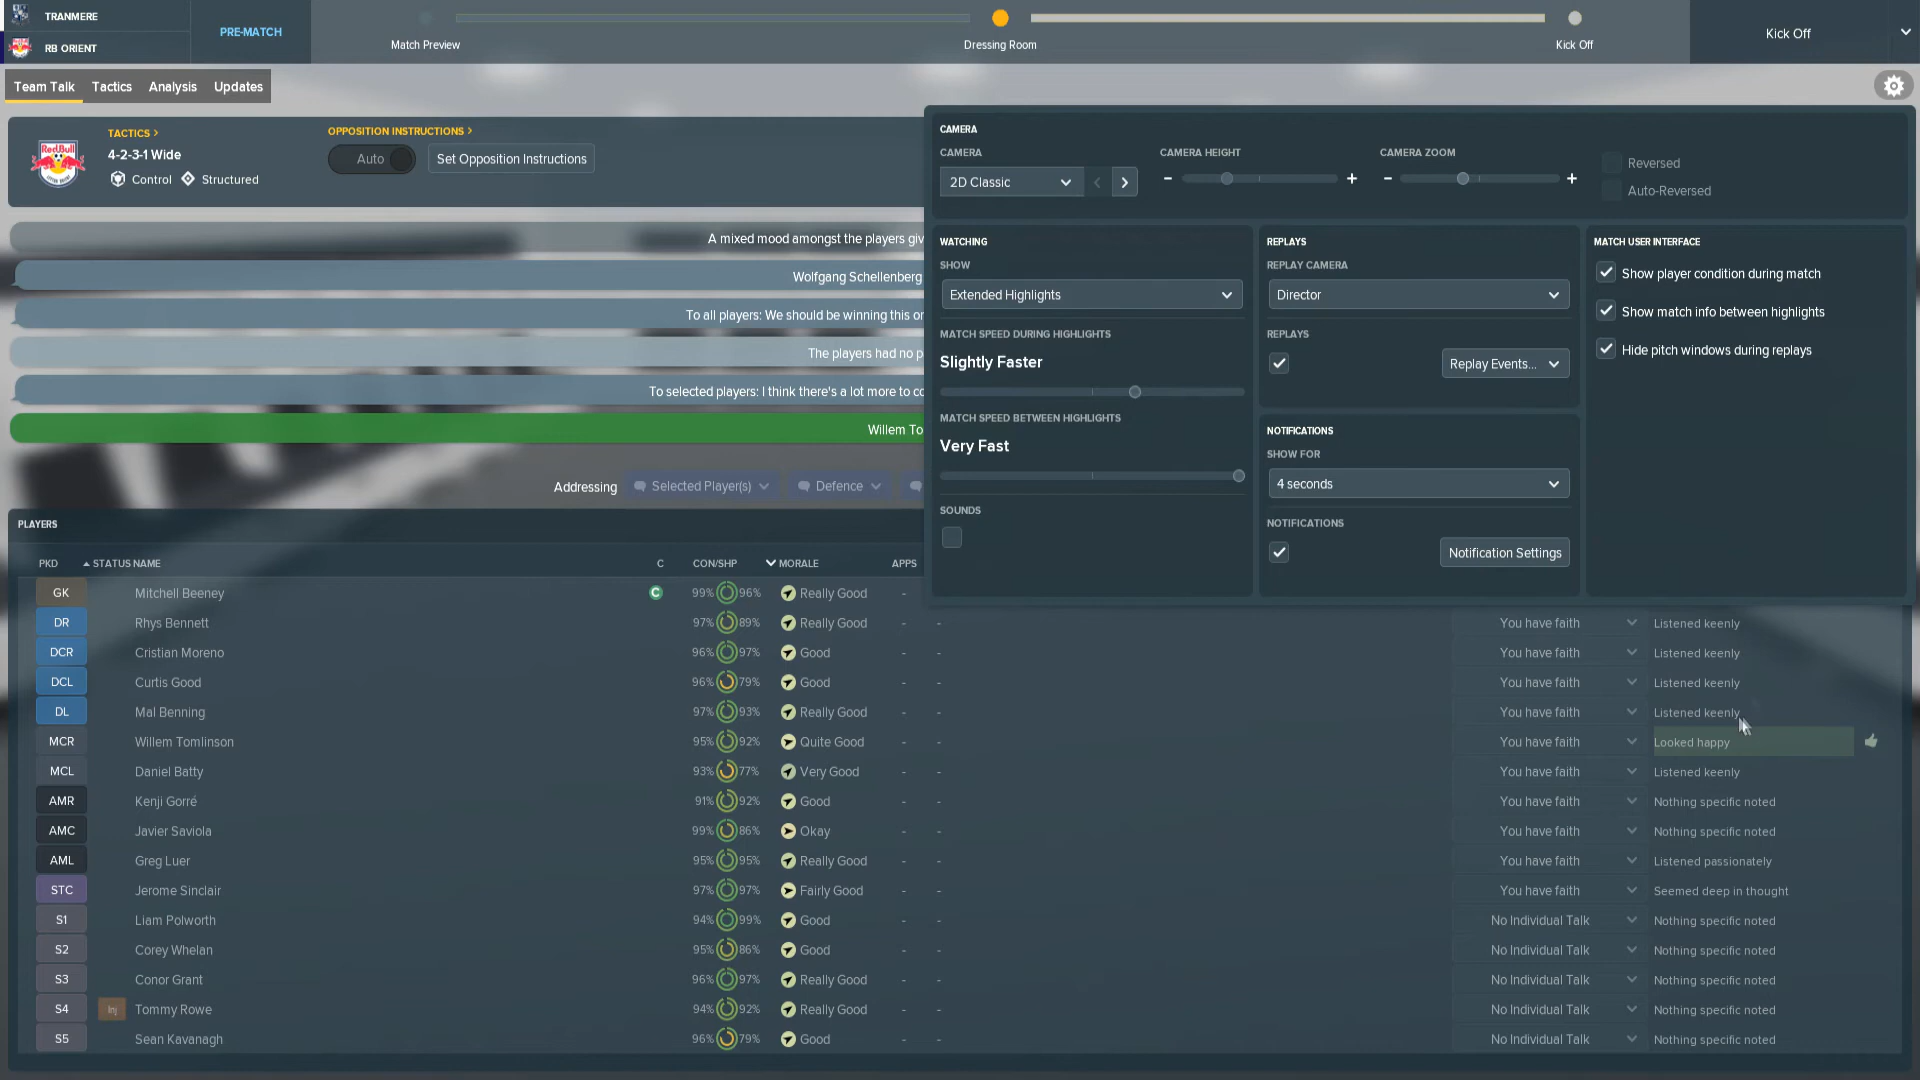 TRANMERE
RB ORIENT
PRE-MATCH
Match Preview
Dressing Room
Kick Off
Kick Off
Team Talk
Tactics
Analysis
Updates
TACTICS >
4-2-3-1 Wide
Control
Structured
OPPOSITION INSTRUCTIONS >
Auto
Set Opposition Instructions
A mixed mood amongst the players giv
Wolfgang Schellenberg
To all players: We should be winning this on
The players had no p
To selected players: I think there's a lot more to co
Willem To
Addressing
Selected Player(s)
Defence
CAMERA
CAMERA
2D Classic
CAMERA HEIGHT
CAMERA ZOOM
Reversed
Auto-Reversed
WATCHING
SHOW
Extended Highlights
MATCH SPEED DURING HIGHLIGHTS
Slightly Faster
MATCH SPEED BETWEEN HIGHLIGHTS
Very Fast
SOUNDS
REPLAYS
REPLAY CAMERA
Director
REPLAYS
Replay Events...
NOTIFICATIONS
SHOW FOR
4 seconds
NOTIFICATIONS
Notification Settings
MATCH USER INTERFACE
Show player condition during match
Show match info between highlights
Hide pitch windows during replays
PLAYERS
PKD STATUS NAME C CON/SHP MORALE APPS
GK Mitchell Beeney C 99% 96% Really Good - -
DR Rhys Bennett 97% 89% Really Good - - You have faith Listened keenly
DCR Cristian Moreno 96% 97% Good - - You have faith Listened keenly
DCL Curtis Good 96% 79% Good - - You have faith Listened keenly
DL Mal Benning 97% 93% Really Good - - You have faith Listened keenly
MCR Willem Tomlinson 95% 92% Quite Good - - You have faith Looked happy
MCL Daniel Batty 93% 77% Very Good - - You have faith Listened keenly
AMR Kenji Gorré 91% 92% Good - - You have faith Nothing specific noted
AMC Javier Saviola 99% 86% Okay - - You have faith Nothing specific noted
AML Greg Luer 95% 95% Really Good - - You have faith Listened passionately
STC Jerome Sinclair 97% 97% Fairly Good - - You have faith Seemed deep in thought
S1 Liam Polworth 94% 99% Good - - No Individual Talk Nothing specific noted
S2 Corey Whelan 95% 86% Good - - No Individual Talk Nothing specific noted
S3 Conor Grant 96% 97% Really Good - - No Individual Talk Nothing specific noted
S4 Inj Tommy Rowe 94% 92% Really Good - - No Individual Talk Nothing specific noted
S5 Sean Kavanagh 96% 79% Good - - No Individual Talk Nothing specific noted